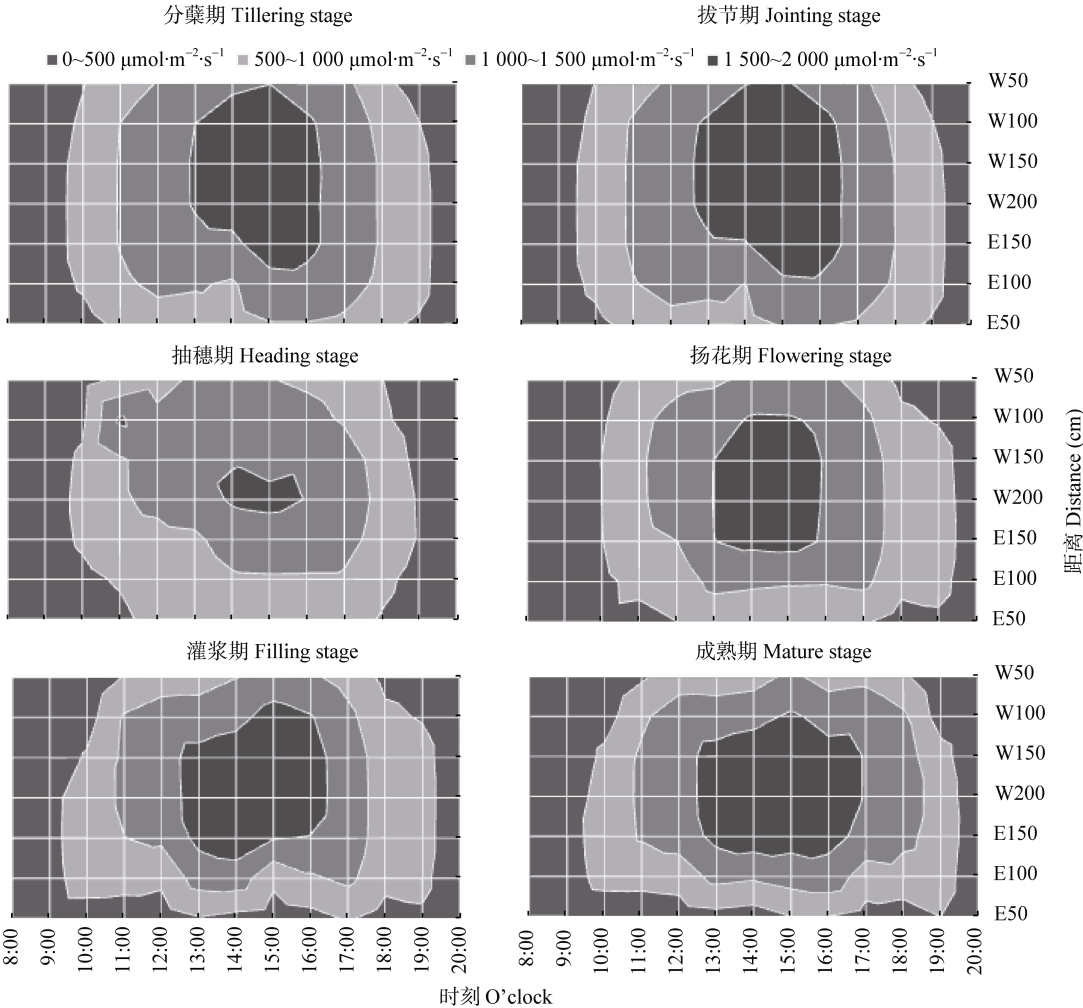 分蘖期 Tillering stage
拔节期 Jointing stage
0~500 μmol·m⁻²·s⁻¹ 500~1 000 μmol·m⁻²·s⁻¹ 1 000~1 500 μmol·m⁻²·s⁻¹ 1 500~2 000 μmol·m⁻²·s⁻¹
W50
W100
W150
W200
E150
E100
E50
抽穗期 Heading stage
扬花期 Flowering stage
W50
W100
W150
W200
E150
E100
E50
距离 Distance (cm)
灌浆期 Filling stage
成熟期 Mature stage
W50
W100
W150
W200
E150
E100
E50
8:00 9:00 10:00 11:00 12:00 13:00 14:00 15:00 16:00 17:00 18:00 19:00 20:00
8:00 9:00 10:00 11:00 12:00 13:00 14:00 15:00 16:00 17:00 18:00 19:00 20:00
时刻 O'clock